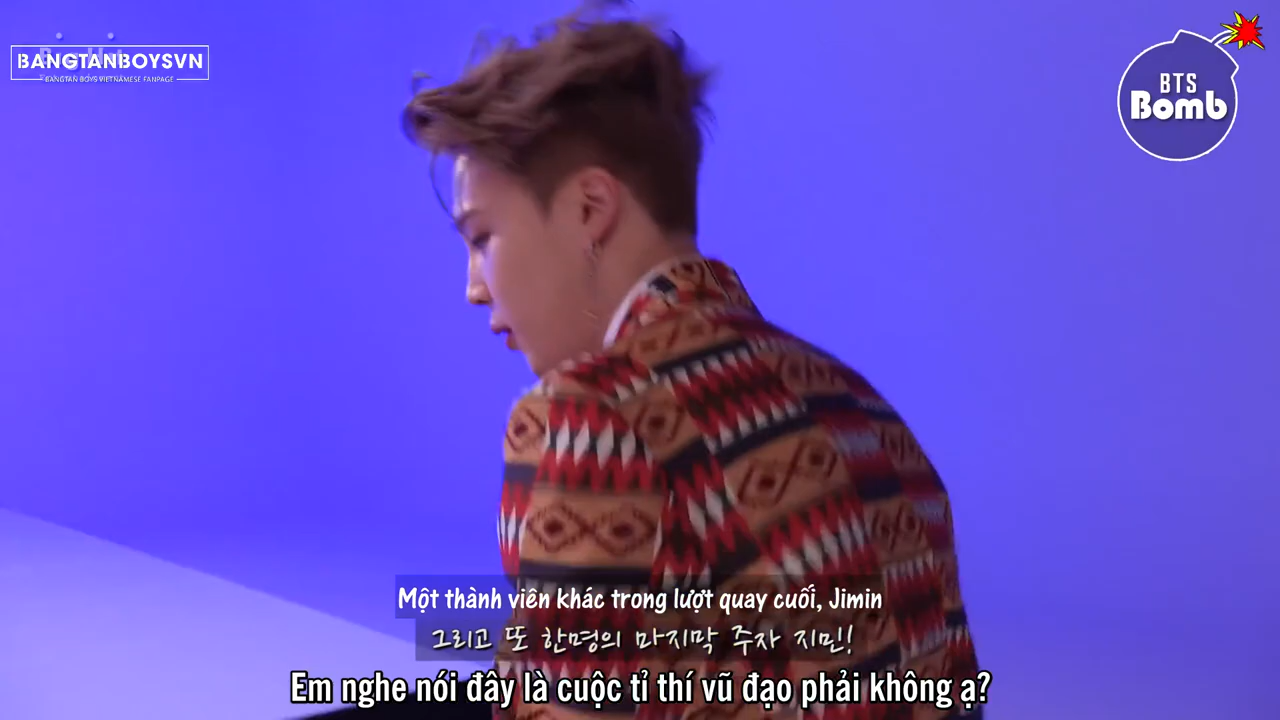 BANGTANBOYSVN
BANGTAN BOYS VIETNAMESE FANPAGE
BTS
Bomb
Một thành viên khác trong lượt quay cuối, Jimin
그리고 또 한명의 마지막 주자 지민!
Em nghe nói đây là cuộc tỉ thí vũ đạo phải không ạ?